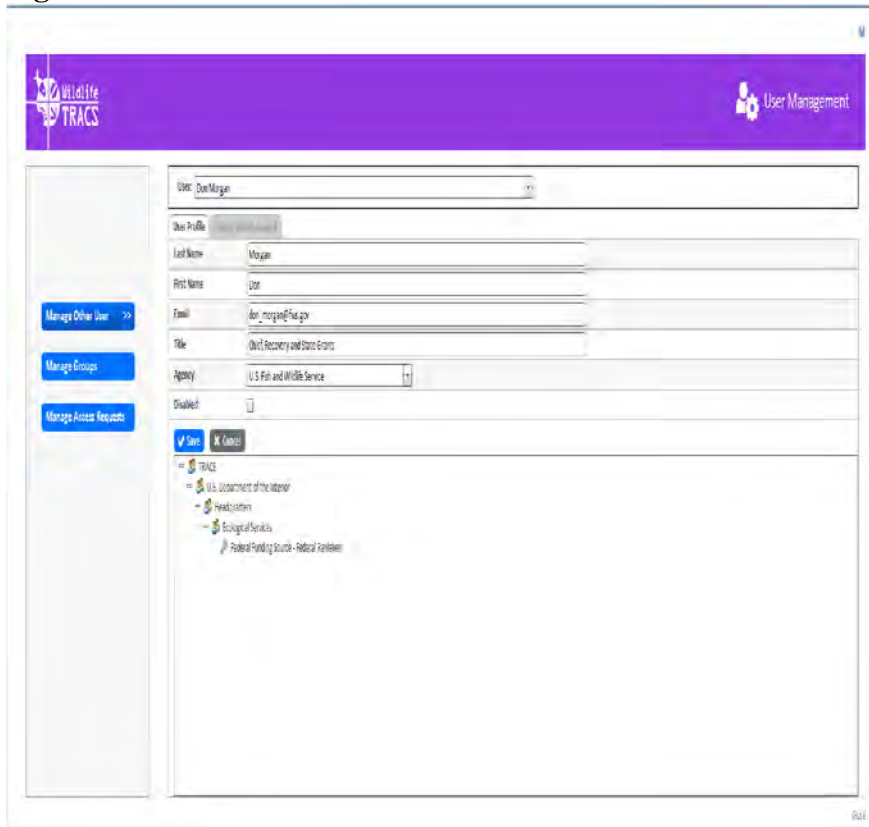 Wildlife
TRACS
User Management
User: Don Morgan
User Profile
Last Name Morgan
First Name Don
Email don_morgan@fws.gov
Title Chief, Recovery and State Grants
Agency U.S. Fish and Wildlife Service
Disabled:
Manage Other User >>
Manage Groups
Manage Access Requests
Save X Cancel
TRACS
U.S. Department of the Interior
Headquarters
Ecological Services
Federal Funding Source - Federal Reviewer